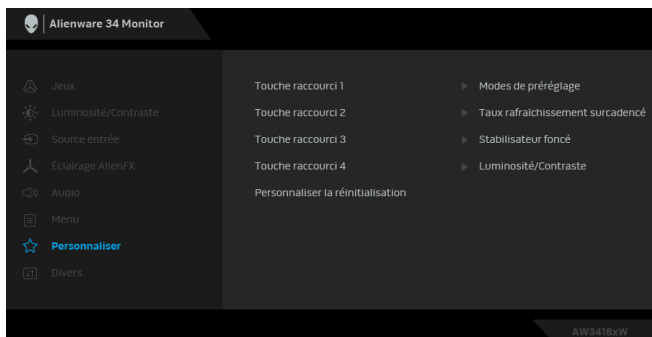 Alienware 34 Monitor
Jeux
Luminosité/Contraste
Source entrée
Éclairage AlienFX
Audio
Menu
Personnaliser
Divers
Touche raccourci 1 Modes de préréglage
Touche raccourci 2 Taux rafraîchissement surcadencé
Touche raccourci 3 Stabilisateur foncé
Touche raccourci 4 Luminosité/Contraste
Personnaliser la réinitialisation
AW3418xW